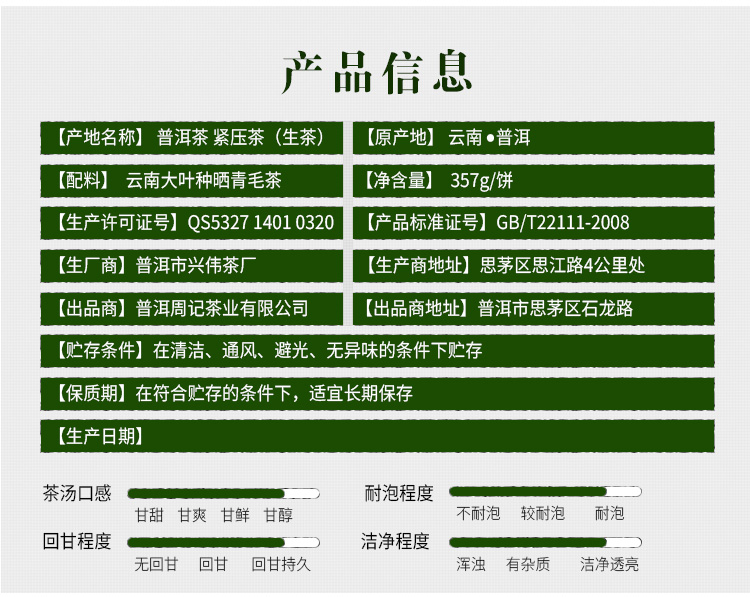 产品信息
【产地名称】 普洱茶 紧压茶（生茶） 【原产地】 云南 ●普洱
【配料】 云南大叶种晒青毛茶 【净含量】 357g/饼
【生产许可证号】QS5327 1401 0320 【产品标准证号】GB/T22111-2008
【生厂商】普洱市兴伟茶厂 【生产商地址】思茅区思江路4公里处
【出品商】普洱周记茶业有限公司 【出品商地址】普洱市思茅区石龙路
【贮存条件】在清洁、通风、避光、无异味的条件下贮存
【保质期】在符合贮存的条件下，适宜长期保存
【生产日期】
茶汤口感 耐泡程度
甘甜 甘爽 甘鲜 甘醇 不耐泡 较耐泡 耐泡
回甘程度 洁净程度
无回甘 回甘 回甘持久 浑浊 有杂质 洁净透亮